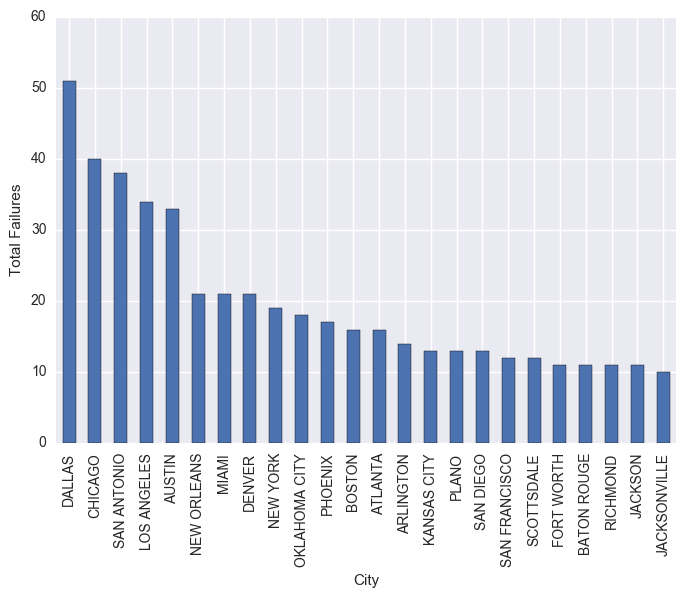 60
50
40
30
20
10
0
Total Failures
DALLAS
CHICAGO
SAN ANTONIO
LOS ANGELES
AUSTIN
NEW ORLEANS
MIAMI
DENVER
NEW YORK
OKLAHOMA CITY
PHOENIX
BOSTON
ATLANTA
ARLINGTON
KANSAS CITY
PLANO
SAN DIEGO
SAN FRANCISCO
SCOTTSDALE
FORT WORTH
BATON ROUGE
RICHMOND
JACKSON
JACKSONVILLE
City